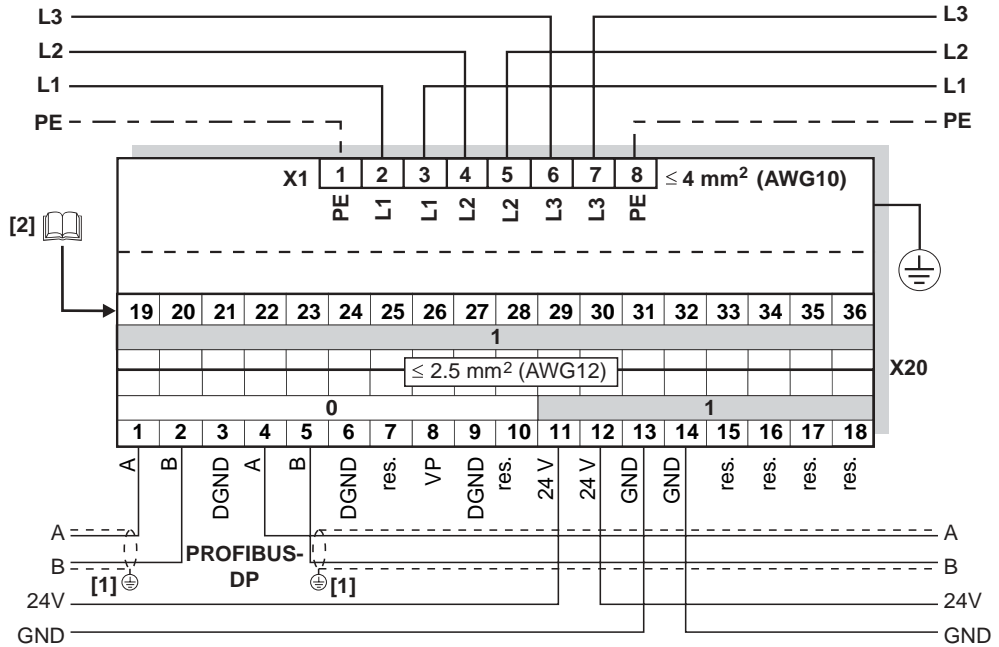 L3 L3
L2 L2
L1 L1
PE PE
X1 1 2 3 4 5 6 7 8 ≤ 4 mm² (AWG10)
PE L1 L1 L2 L2 L3 L3 PE
[2]
19 20 21 22 23 24 25 26 27 28 29 30 31 32 33 34 35 36
1
≤ 2.5 mm² (AWG12) X20
0 1
1 2 3 4 5 6 7 8 9 10 11 12 13 14 15 16 17 18
A B DGND A B DGND res. VP DGND res. 24 V 24 V GND GND res. res. res. res.
A A
B PROFIBUS- B
[1] DP [1]
24V 24V
GND GND